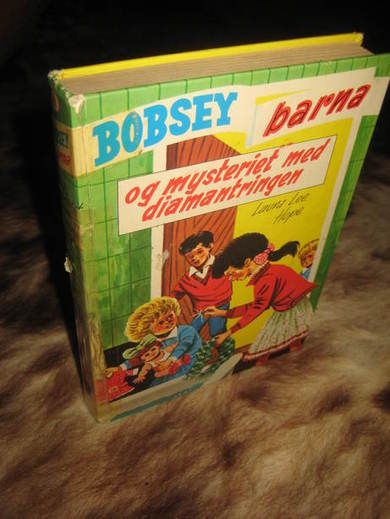 BOBSEY
barna
og mysteriet med
diamantringen
Laura Lee
Hope